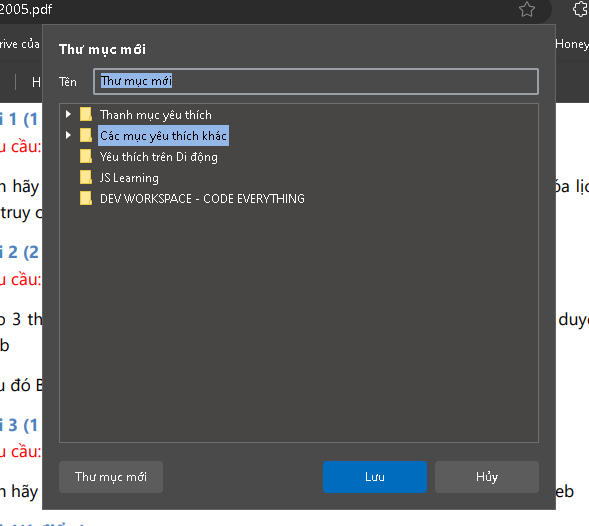 2005.pdf
rive của
Honey
Thư mục mới
Tên Thư mục mới
H
Thanh mục yêu thích
Các mục yêu thích khác
Yêu thích trên Di động
JS Learning
DEV WORKSPACE - CODE EVERYTHING
i 1 (1
u cầu:
n hãy
óa lịc
truy c
i 2 (2
u cầu:
o 3 th
duyệ
b
u đó B
i 3 (1
u cầu:
n hãy
eb
Thư mục mới Lưu Hủy